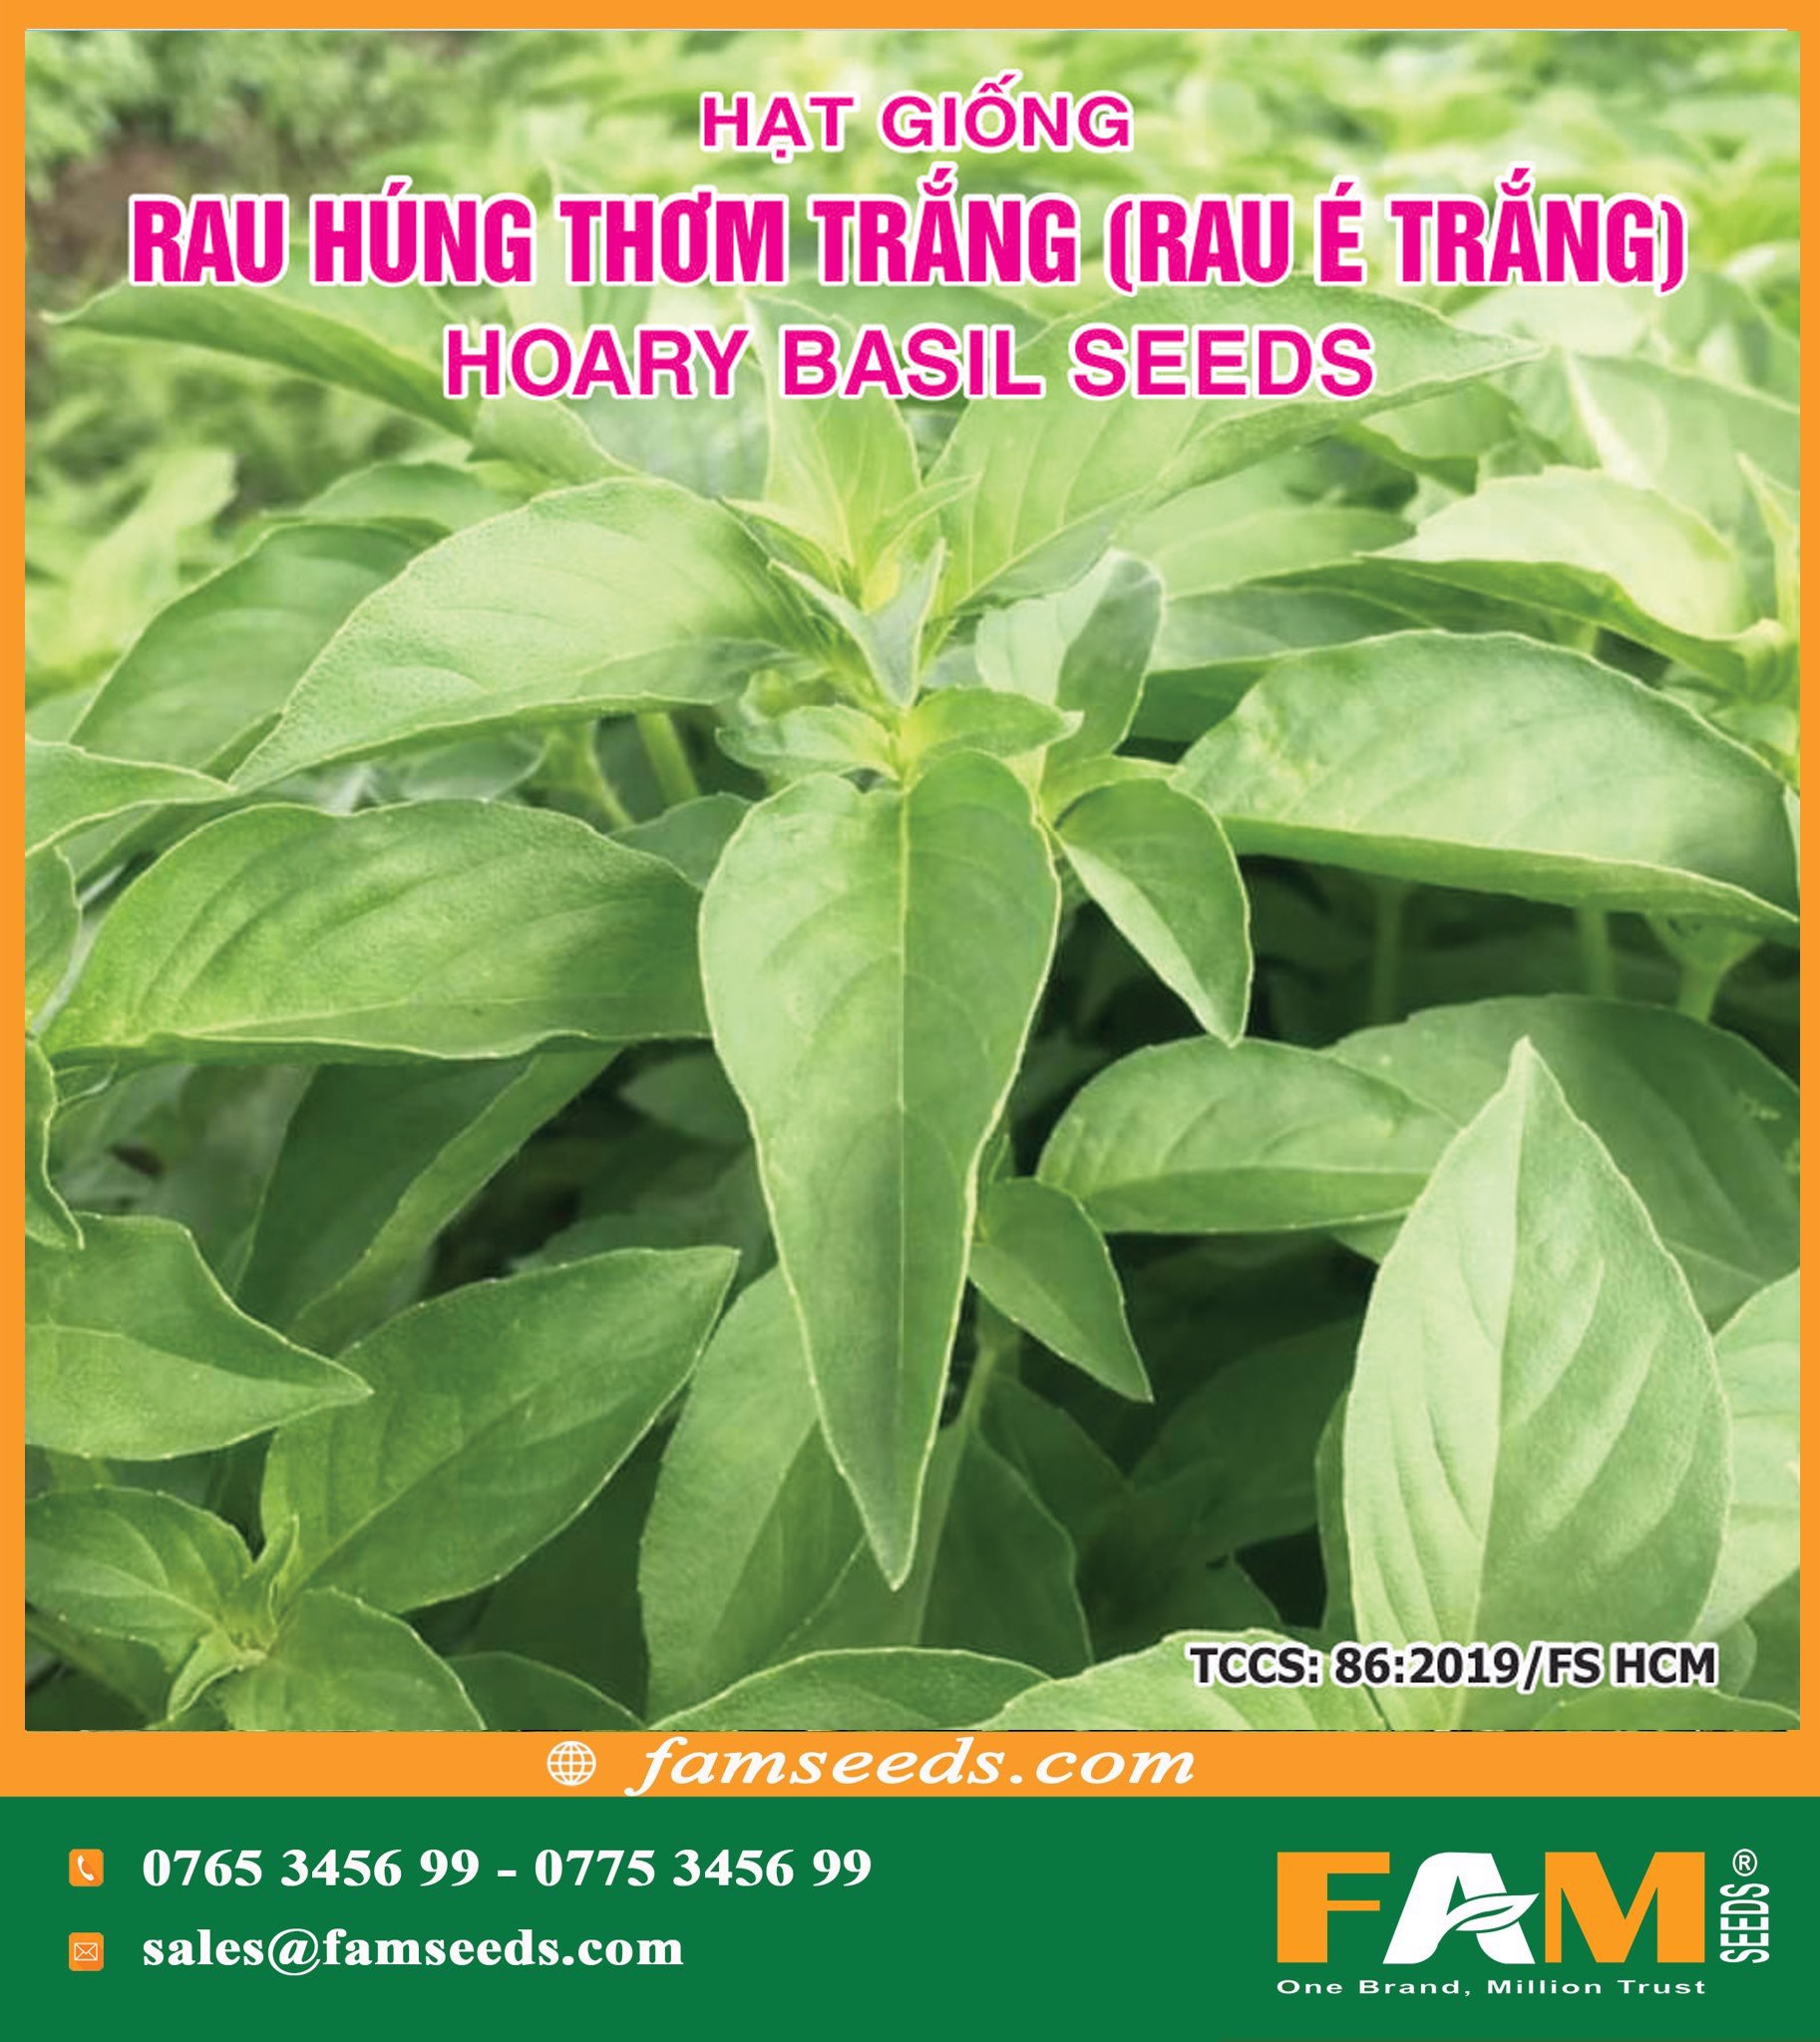 HẠT GIỐNG
RAU HÚNG THƠM TRẮNG (RAU É TRẮNG)
HOARY BASIL SEEDS
TCCS: 86:2019/FS HCM
famseeds.com
0765 3456 99 - 0775 3456 99
sales@famseeds.com
FAM
SEEDS®
One Brand, Million Trust